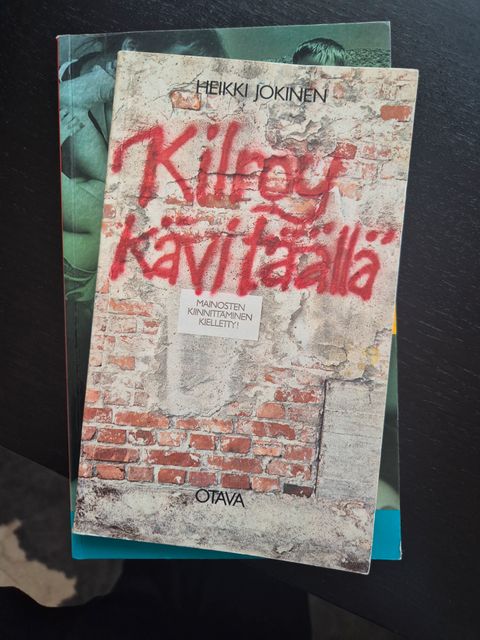 HEIKKI JOKINEN
Kilroy
kävi täällä
MAINOSTEN
KIINNITTÄMINEN
KIELLETTY!
OTAVA